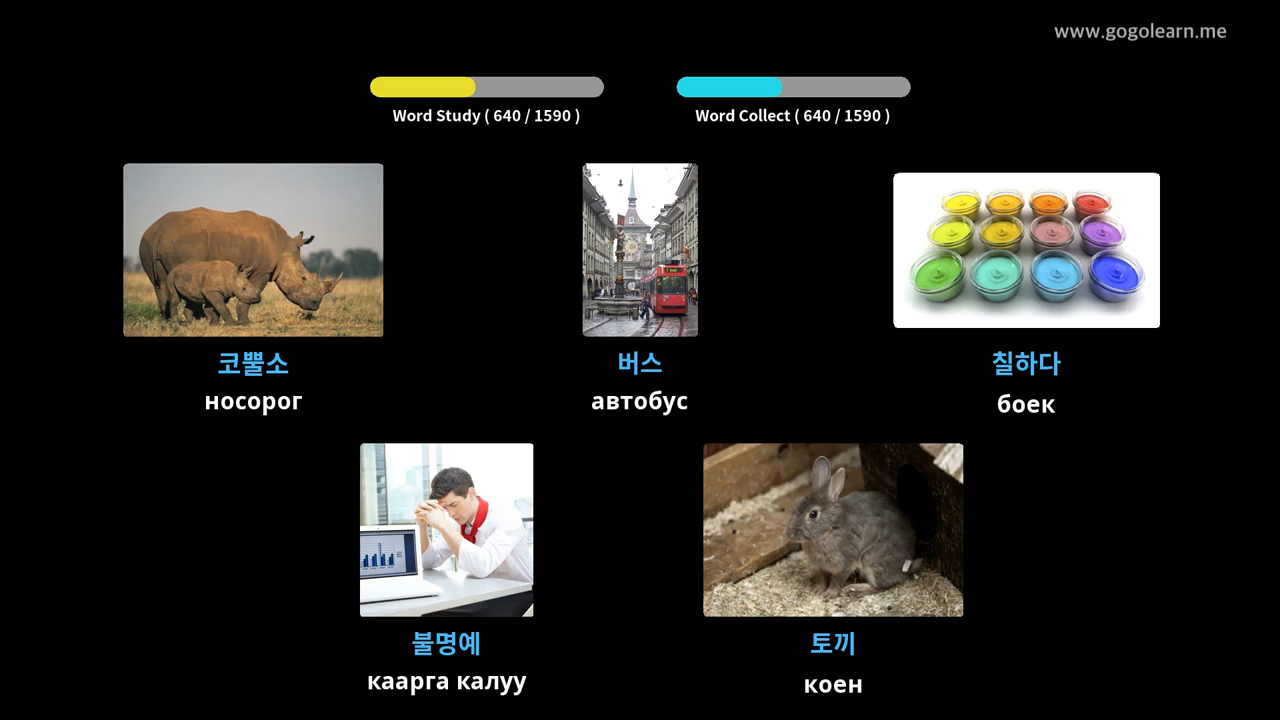 www.gogolearn.me
Word Study ( 640 / 1590 )
Word Collect ( 640 / 1590 )
코뿔소
носорог
버스
автобус
칠하다
боек
불명예
каарга калуу
토끼
коен